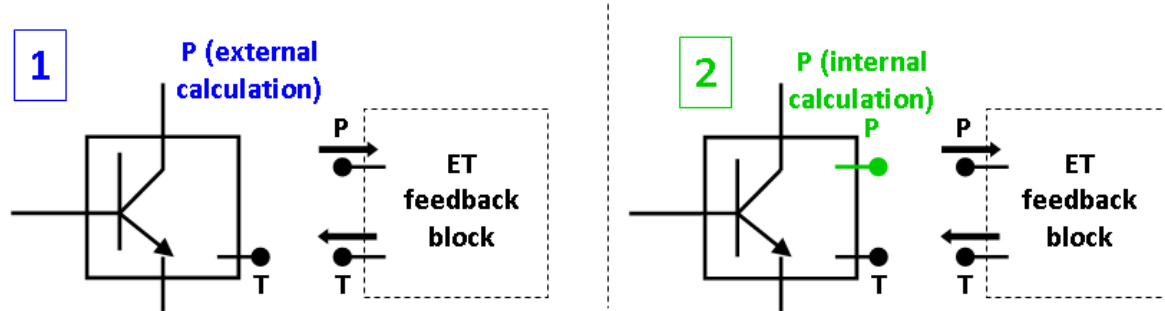 1
P (external
calculation)
P
ET
feedback
block
T
T
2
P (internal
calculation)
P
P
ET
feedback
block
T
T